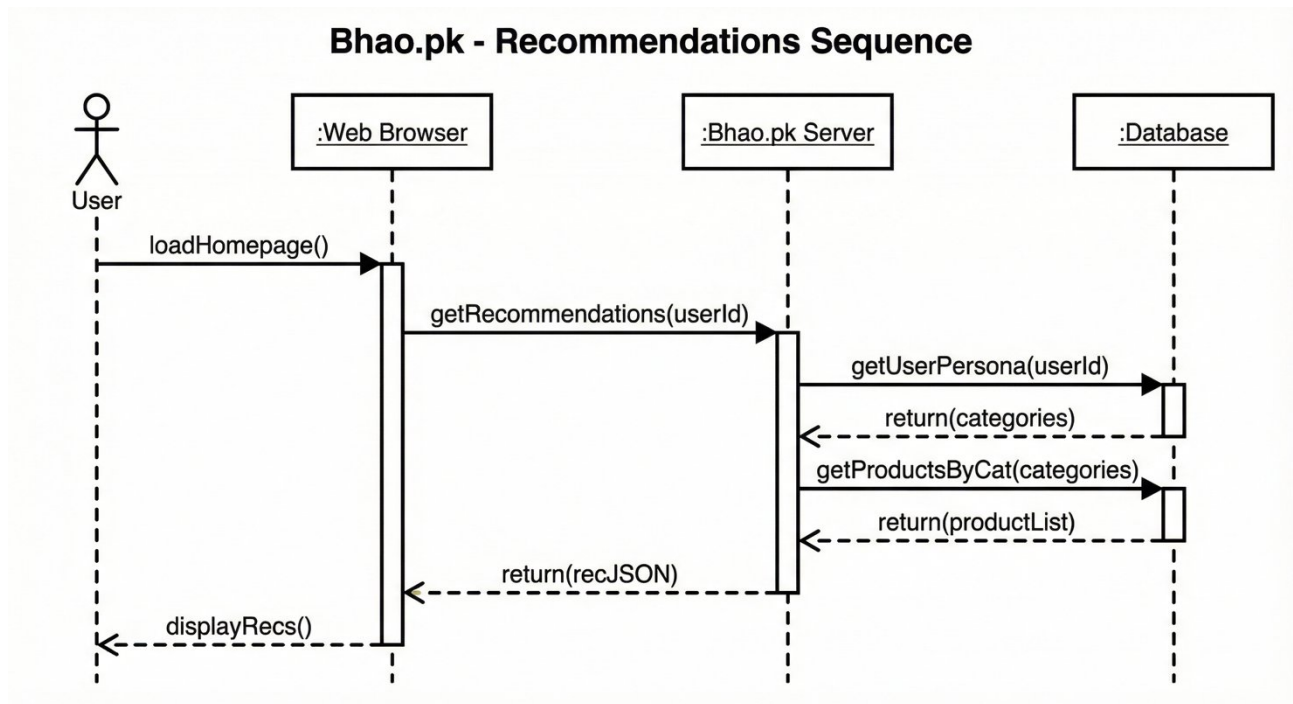 Bhao.pk - Recommendations Sequence
:Web Browser
:Bhao.pk Server
:Database
User
loadHomepage()
getRecommendations(userId)
getUserPersona(userId)
return(categories)
getProductsByCat(categories)
return(productList)
return(recJSON)
displayRecs()